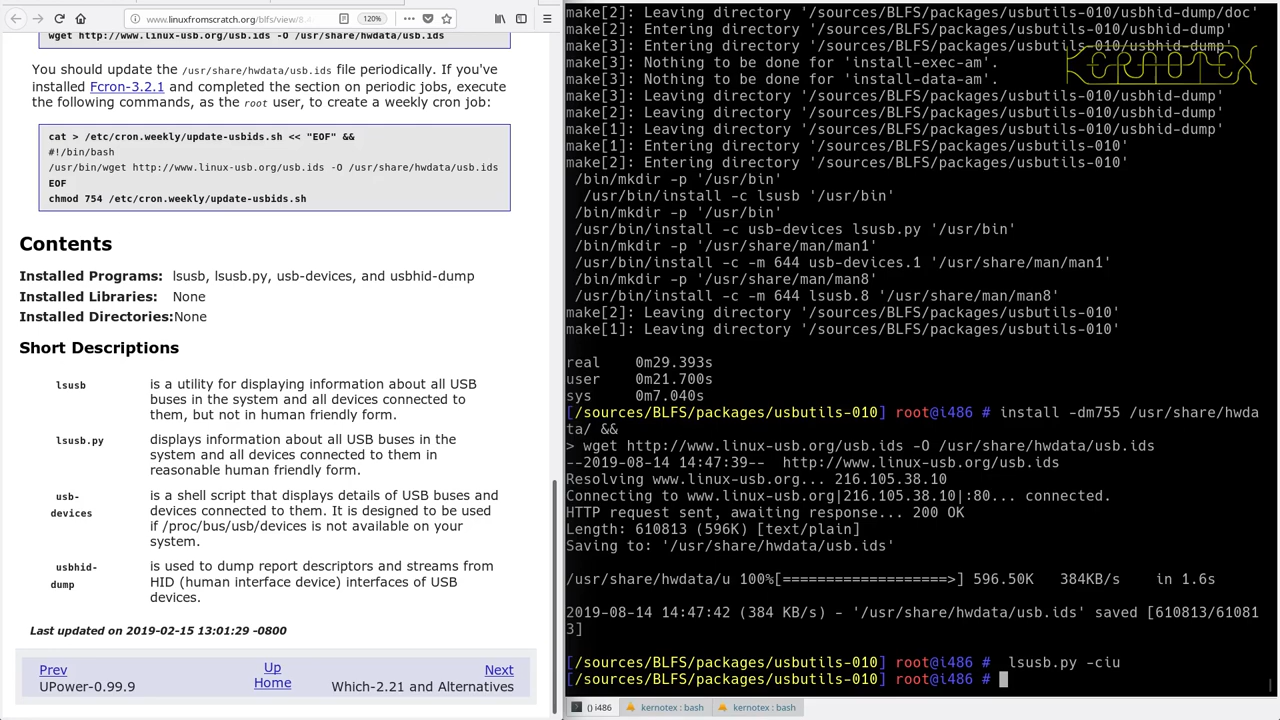 www.linuxfromscratch.org/blfs/view/8.4
120%
wget http://www.linux-usb.org/usb.ids -O /usr/share/hwdata/usb.ids
You should update the /usr/share/hwdata/usb.ids file periodically. If you've
installed Fcron-3.2.1 and completed the section on periodic jobs, execute
the following commands, as the root user, to create a weekly cron job:
cat > /etc/cron.weekly/update-usbids.sh << "EOF" &&
#!/bin/bash
/usr/bin/wget http://www.linux-usb.org/usb.ids -O /usr/share/hwdata/usb.ids
EOF
chmod 754 /etc/cron.weekly/update-usbids.sh
Contents
Installed Programs: lsusb, lsusb.py, usb-devices, and usbhid-dump
Installed Libraries: None
Installed Directories:None
Short Descriptions
lsusb is a utility for displaying information about all USB
buses in the system and all devices connected to
them, but not in human friendly form.
lsusb.py displays information about all USB buses in the
system and all devices connected to them in
reasonable human friendly form.
usb- is a shell script that displays details of USB buses and
devices devices connected to them. It is designed to be used
if /proc/bus/usb/devices is not available on your
system.
usbhid- is used to dump report descriptors and streams from
dump HID (human interface device) interfaces of USB
devices.
Last updated on 2019-02-15 13:01:29 -0800
Prev Up Next
UPower-0.99.9 Home Which-2.21 and Alternatives
make[2]: Leaving directory '/sources/BLFS/packages/usbutils-010/usbhid-dump/doc'
make[2]: Entering directory '/sources/BLFS/packages/usbutils-010/usbhid-dump'
make[3]: Entering directory '/sources/BLFS/packages/usbutils-010/usbhid-dump'
make[3]: Nothing to be done for 'install-exec-am'.
make[3]: Nothing to be done for 'install-data-am'.
make[3]: Leaving directory '/sources/BLFS/packages/usbutils-010/usbhid-dump'
make[2]: Leaving directory '/sources/BLFS/packages/usbutils-010/usbhid-dump'
make[1]: Leaving directory '/sources/BLFS/packages/usbutils-010/usbhid-dump'
make[1]: Entering directory '/sources/BLFS/packages/usbutils-010'
make[2]: Entering directory '/sources/BLFS/packages/usbutils-010'
/bin/mkdir -p '/usr/bin'
/usr/bin/install -c lsusb '/usr/bin'
/bin/mkdir -p '/usr/bin'
/usr/bin/install -c usb-devices lsusb.py '/usr/bin'
/bin/mkdir -p '/usr/share/man/man1'
/usr/bin/install -c -m 644 usb-devices.1 '/usr/share/man/man1'
/bin/mkdir -p '/usr/share/man/man8'
/usr/bin/install -c -m 644 lsusb.8 '/usr/share/man/man8'
make[2]: Leaving directory '/sources/BLFS/packages/usbutils-010'
make[1]: Leaving directory '/sources/BLFS/packages/usbutils-010'
real 0m29.393s
user 0m21.700s
sys 0m7.040s
[/sources/BLFS/packages/usbutils-010] root@i486 # install -dm755 /usr/share/hwda
ta/ &&
> wget http://www.linux-usb.org/usb.ids -O /usr/share/hwdata/usb.ids
--2019-08-14 14:47:39-- http://www.linux-usb.org/usb.ids
Resolving www.linux-usb.org... 216.105.38.10
Connecting to www.linux-usb.org|216.105.38.10|:80... connected.
HTTP request sent, awaiting response... 200 OK
Length: 610813 (596K) [text/plain]
Saving to: '/usr/share/hwdata/usb.ids'
/usr/share/hwdata/u 100%[===================>] 596.50K 384KB/s in 1.6s
2019-08-14 14:47:42 (384 KB/s) - '/usr/share/hwdata/usb.ids' saved [610813/61081
3]
[/sources/BLFS/packages/usbutils-010] root@i486 # lsusb.py -ciu
[/sources/BLFS/packages/usbutils-010] root@i486 #
() i486 kernotex : bash kernotex : bash
KERNOTEX